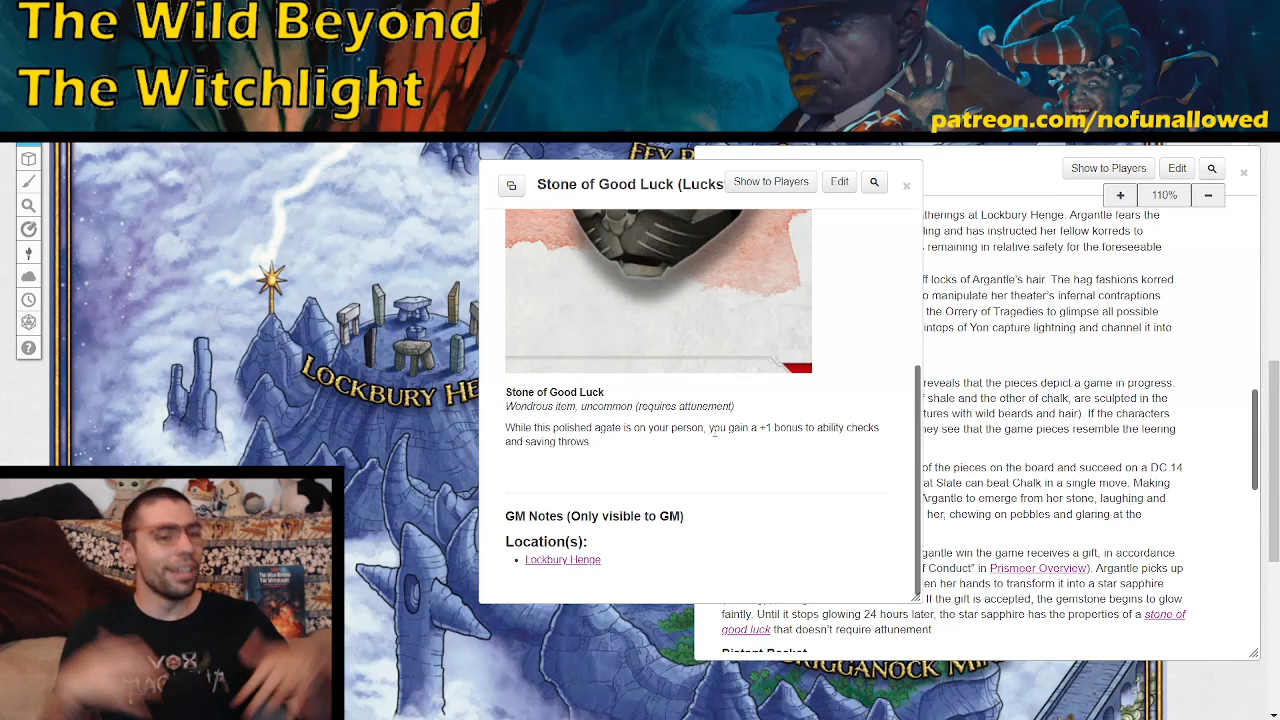 The Wild Beyond
The Witchlight
patreon.com/nofunallowed
FEY
Stone of Good Luck (Lucks
Show to Players
Edit
Show to Players
Edit
+
110%
−
Stone of Good Luck
Wondrous item, uncommon (requires attunement)
While this polished agate is on your person, you gain a +1 bonus to ability checks
and saving throws.
GM Notes (Only visible to GM)
Location(s):
• Lockbury Henge
therings at Lockbury Henge. Argantle fears the
ling and has instructed her fellow korreds to
remaining in relative safety for the foreseeable
ff locks of Argantle's hair. The hag fashions korred
o manipulate her theater's infernal contraptions.
the Orrery of Tragedies to glimpse all possible
intops of Yon capture lightning and channel it into
reveals that the pieces depict a game in progress.
shale and the other of chalk, are sculpted in the
tures with wild beards and hair). If the characters
hey see that the game pieces resemble the leering
of the pieces on the board and succeed on a DC 14
at Slate can beat Chalk in a single move. Making
Argantle to emerge from her stone, laughing and
her, chewing on pebbles and glaring at the
gantle win the game receives a gift, in accordance
f Conduct" in Prismeer Overview). Argantle picks up
en her hands to transform it into a star sapphire
If the gift is accepted, the gemstone begins to glow
faintly. Until it stops glowing 24 hours later, the star sapphire has the properties of a stone of
good luck that doesn't require attunement.
LOCKBURY HE
BRIGGANOCK MIN
THE WILD BEYOND
THE WITCHLIGHT
VOX